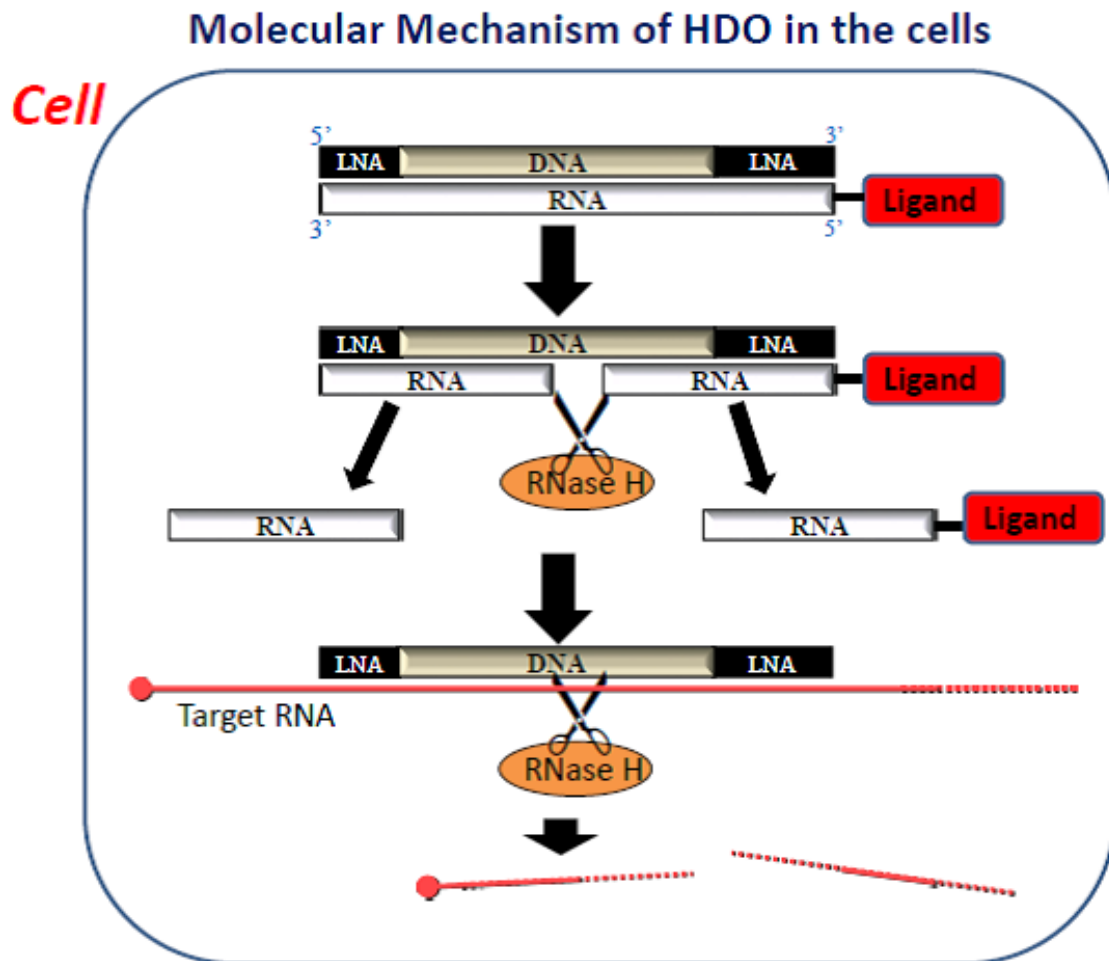 Molecular Mechanism of HDO in the cells
Cell
5’ 3’
LNA DNA LNA
RNA Ligand
3’ 5’
LNA DNA LNA
RNA RNA Ligand
RNase H
RNA RNA Ligand
LNA DNA LNA
Target RNA
RNase H